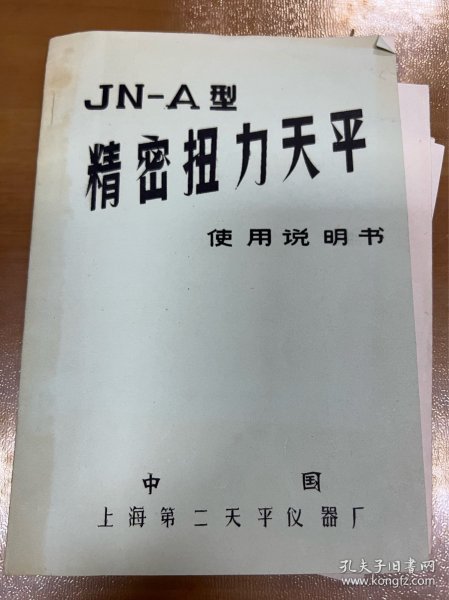 JN-A型
精密扭力天平
使用说明书
中国
上海第二天平仪器厂
孔夫子旧书网
www.kongfz.com